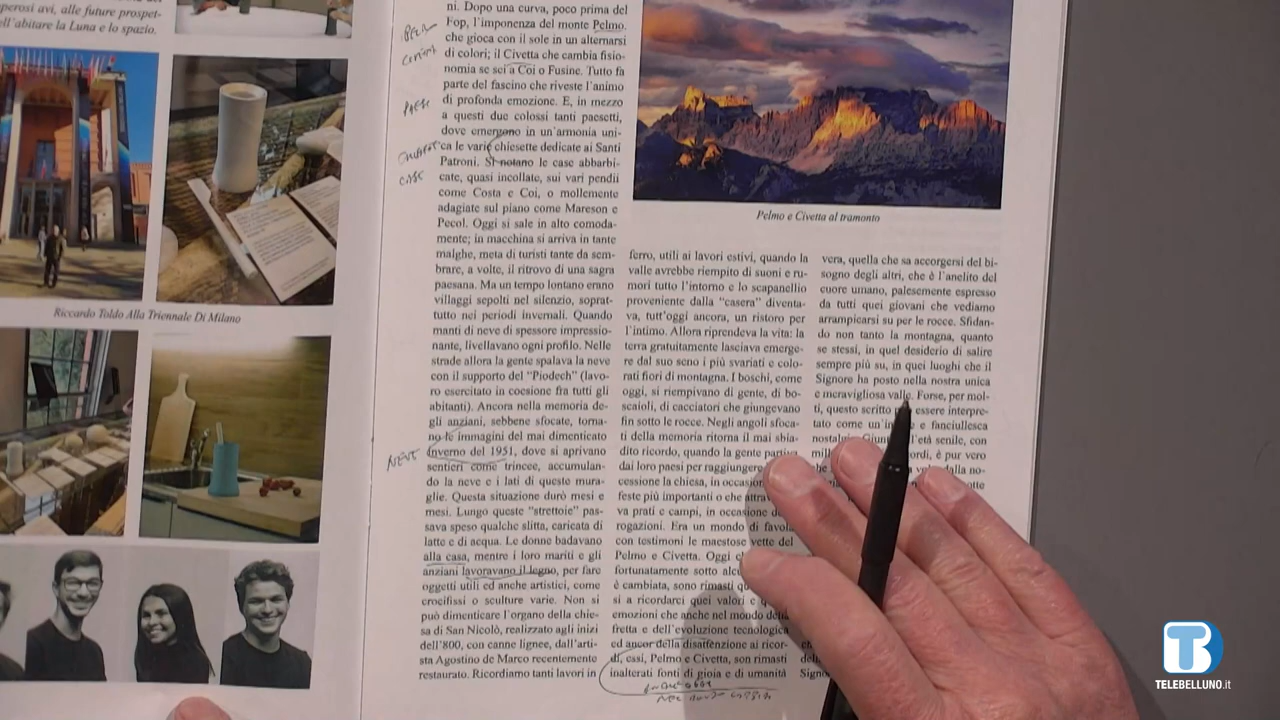 perosi avi, alle future prospet-
ell'abitare la Luna e lo spazio.
Riccardo Toldo Alla Triennale Di Milano
ni. Dopo una curva, poco prima del
Fop, l'imponenza del monte Pelmo,
che gioca con il sole in un alternarsi
di colori; il Civetta che cambia fisio-
nomia se sei a Coi o Fusine. Tutto fa
parte del fascino che riveste l'animo
di profonda emozione. E, in mezzo
a questi due colossi tanti paesetti,
dove emergono in un'armonia uni-
ca le varie chiesette dedicate ai Santi
Patroni. Si notano le case abbarbi-
cate, quasi incollate, sui vari pendii
come Costa e Coi, o mollemente
adagiate sul piano come Mareson e
Pecol. Oggi si sale in alto comoda-
mente; in macchina si arriva in tante
malghe, meta di turisti tante da sem-
brare, a volte, il ritrovo di una sagra
paesana. Ma un tempo lontano erano
villaggi sepolti nel silenzio, soprat-
tutto nei periodi invernali. Quando
manti di neve di spessore impressio-
nante, livellavano ogni profilo. Nelle
strade allora la gente spalava la neve
con il supporto del "Piodech" (lavo-
ro esercitato in coesione fra tutti gli
abitanti). Ancora nella memoria de-
gli anziani, sebbene sfocate, torna-
no le immagini del mai dimenticato
inverno del 1951, dove si aprivano
sentieri come trincee, accumulan-
do la neve e i lati di queste mura-
glie. Questa situazione durò mesi e
mesi. Lungo queste "strettoie" pas-
sava speso qualche slitta, caricata di
latte e di acqua. Le donne badavano
alla casa, mentre i loro mariti e gli
anziani lavoravano il legno, per fare
oggetti utili ed anche artistici, come
crocifissi o sculture varie. Non si
può dimenticare l'organo della chie-
sa di San Nicolò, realizzato agli inizi
dell'800, con canne lignee, dall'arti-
sta Agostino de Marco recentemente
restaurato. Ricordiamo tanti lavori in
PAESE
CASE
NEVE
Pelmo e Civetta al tramonto
ferro, utili ai lavori estivi, quando la
valle avrebbe riempito di suoni e ru-
mori tutto l'intorno e lo scapanellio
proveniente dalla "casera" diventa-
va, tutt'oggi ancora, un ristoro per
l'intimo. Allora riprendeva la vita: la
terra gratuitamente lasciava emerge-
re dal suo seno i più svariati e colo-
rati fiori di montagna. I boschi, come
oggi, si riempivano di gente, di bo-
scaioli, di cacciatori che giungevano
fin sotto le rocce. Negli angoli sfoca-
ti della memoria ritorna il mai sbia-
dito ricordo, quando la gente partiva
dai loro paesi per raggiungere
cessione la chiesa, in occasion
feste più importanti o che attrav
va prati e campi, in occasione de
rogazioni. Era un mondo di favola
con testimoni le maestose vette del
Pelmo e Civetta. Oggi c
fortunatamente sotto alc
è cambiata, sono rimasti q
si a ricordarci quei valori e q
emozioni che anche nel mondo della
fretta e dell'evoluzione tecnologica
ed ancor della disattenzione ai ricor-
di, essi, Pelmo e Civetta, son rimasti
inalterati fonti di gioia e di umanità
vera, quella che sa accorgersi del bi-
sogno degli altri, che è l'anelito del
cuore umano, palesemente espresso
da tutti quei giovani che vediamo
arrampicarsi su per le rocce. Sfidan-
do non tanto la montagna, quanto
se stessi, in quel desiderio di salire
sempre più su, in quei luoghi che il
Signore ha posto nella nostra unica
e meravigliosa valle. Forse, per mol-
ti, questo scritto essere interpre-
tato come e fanciullesca
nostal l'età senile, con
mill ordi, è pur vero
dalla no-
Signo
TELEBELLUNO.it